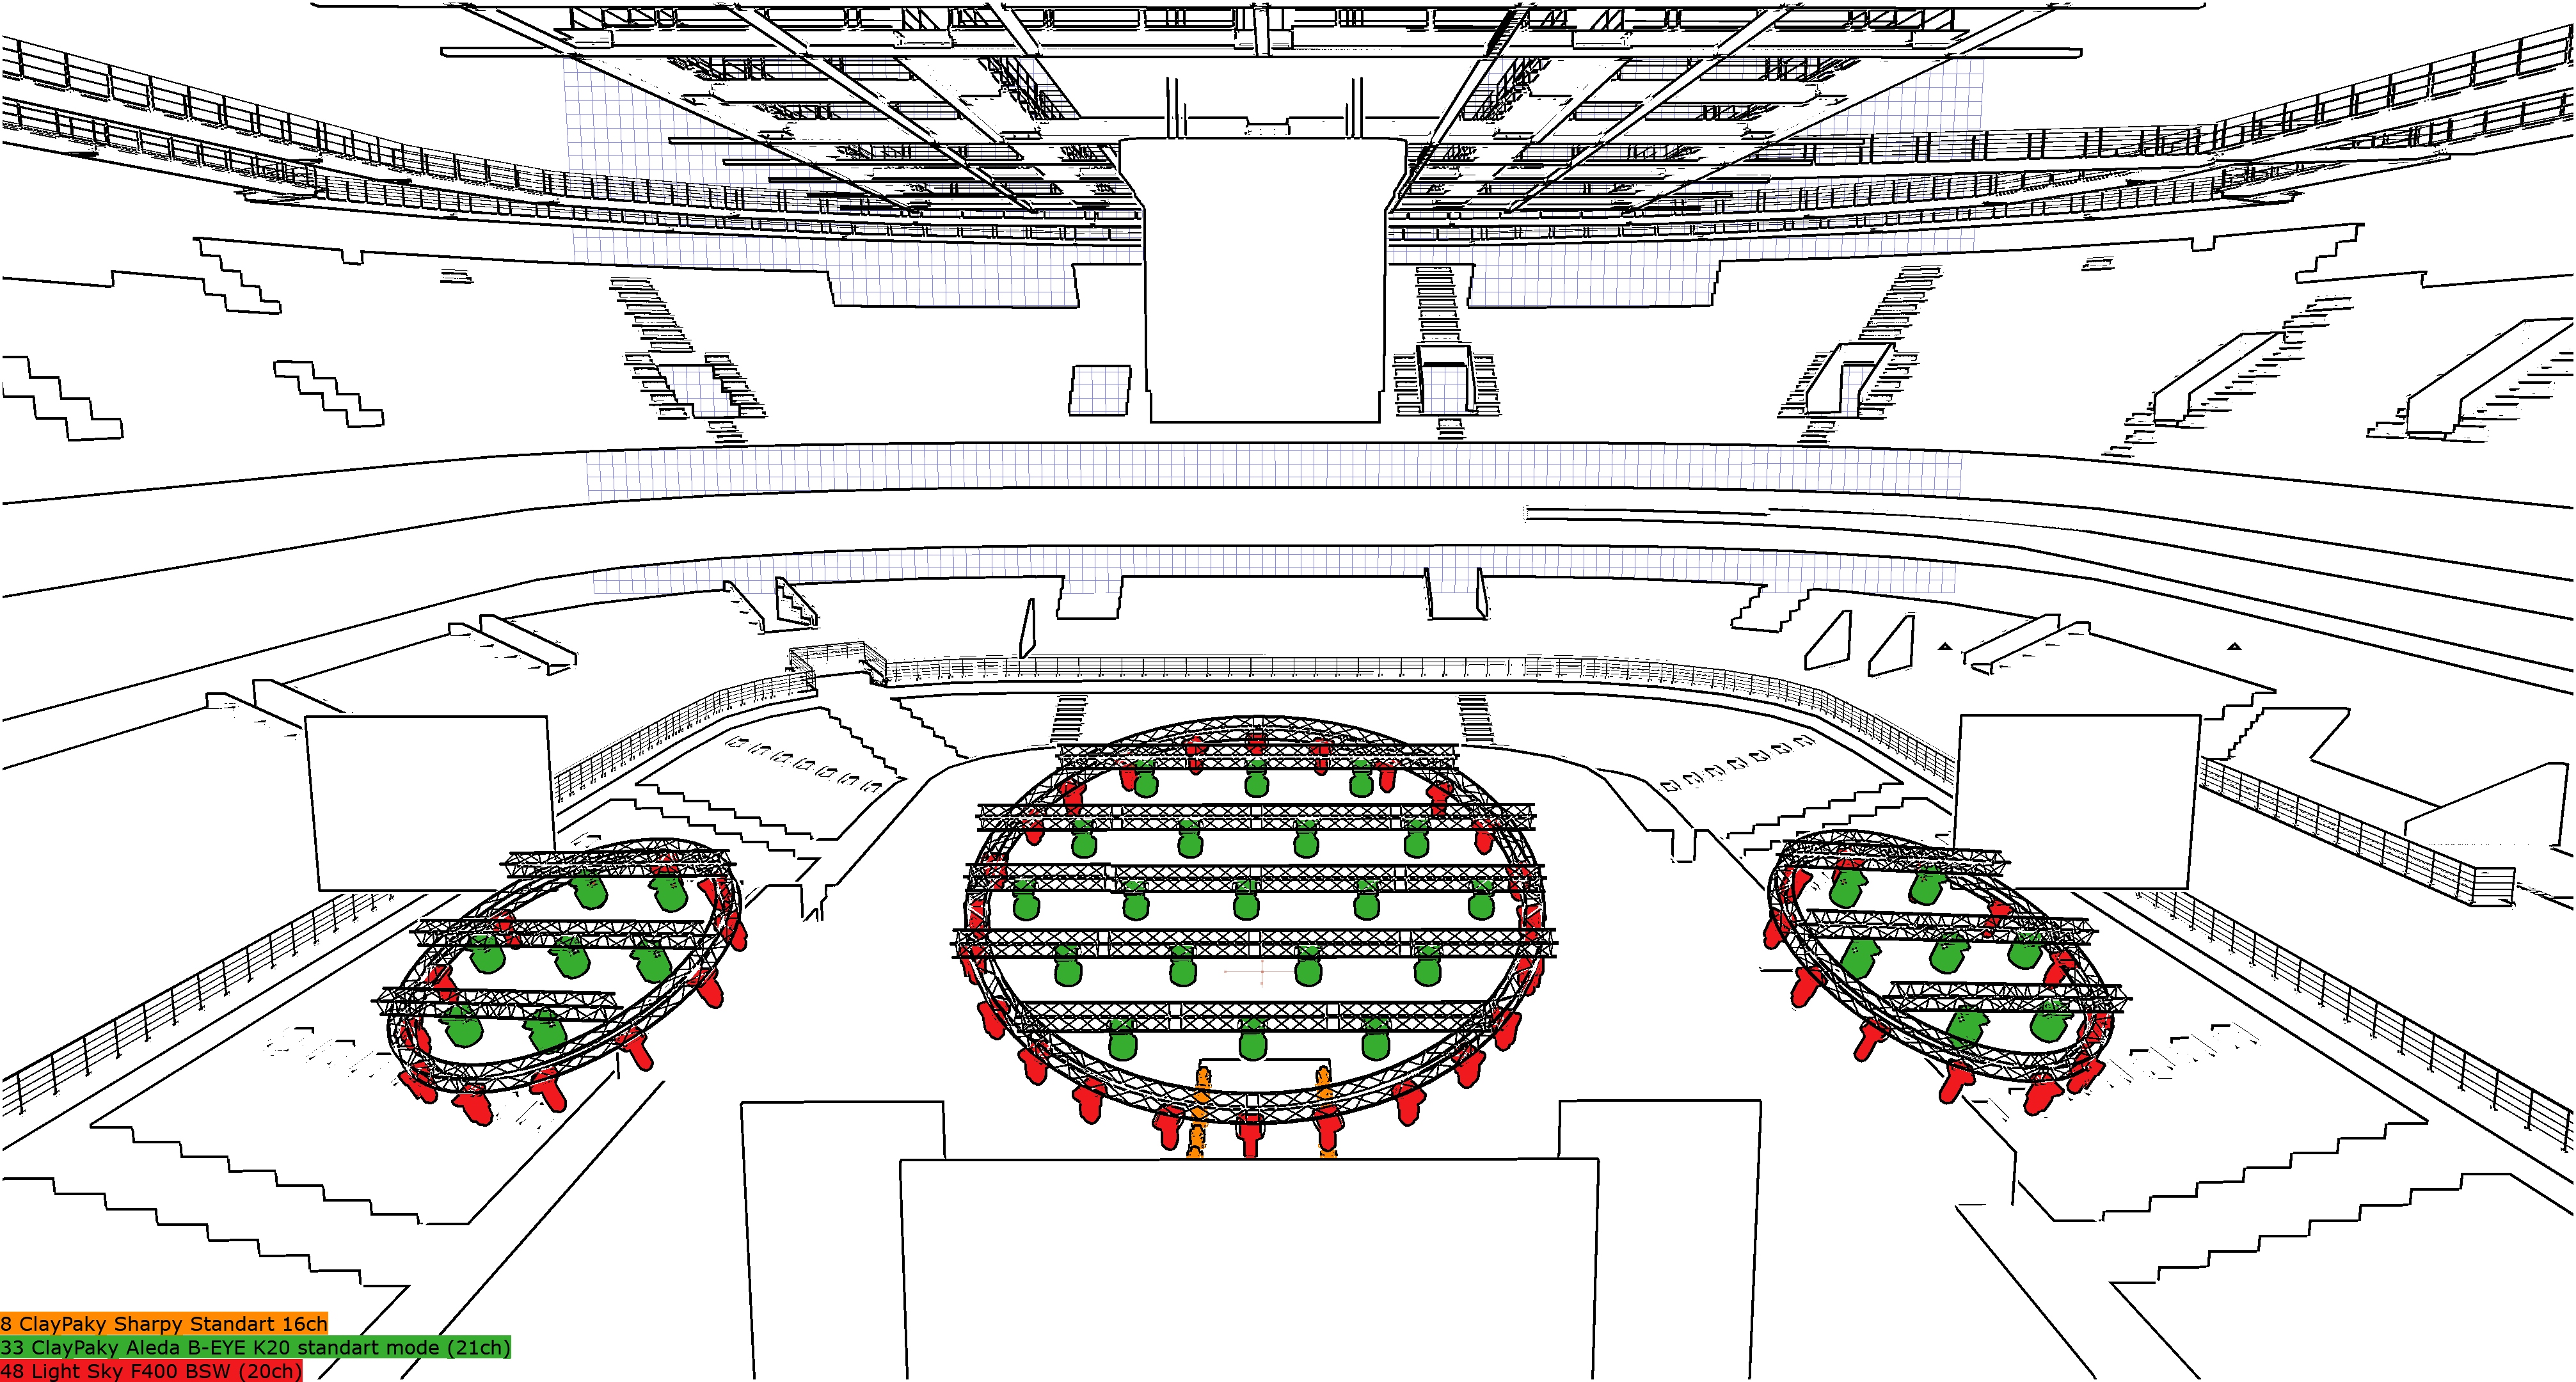 8 ClayPaky Sharpy Standart 16ch
33 ClayPaky Aleda B-EYE K20 standart mode (21ch)
48 Light Sky F400 BSW (20ch)